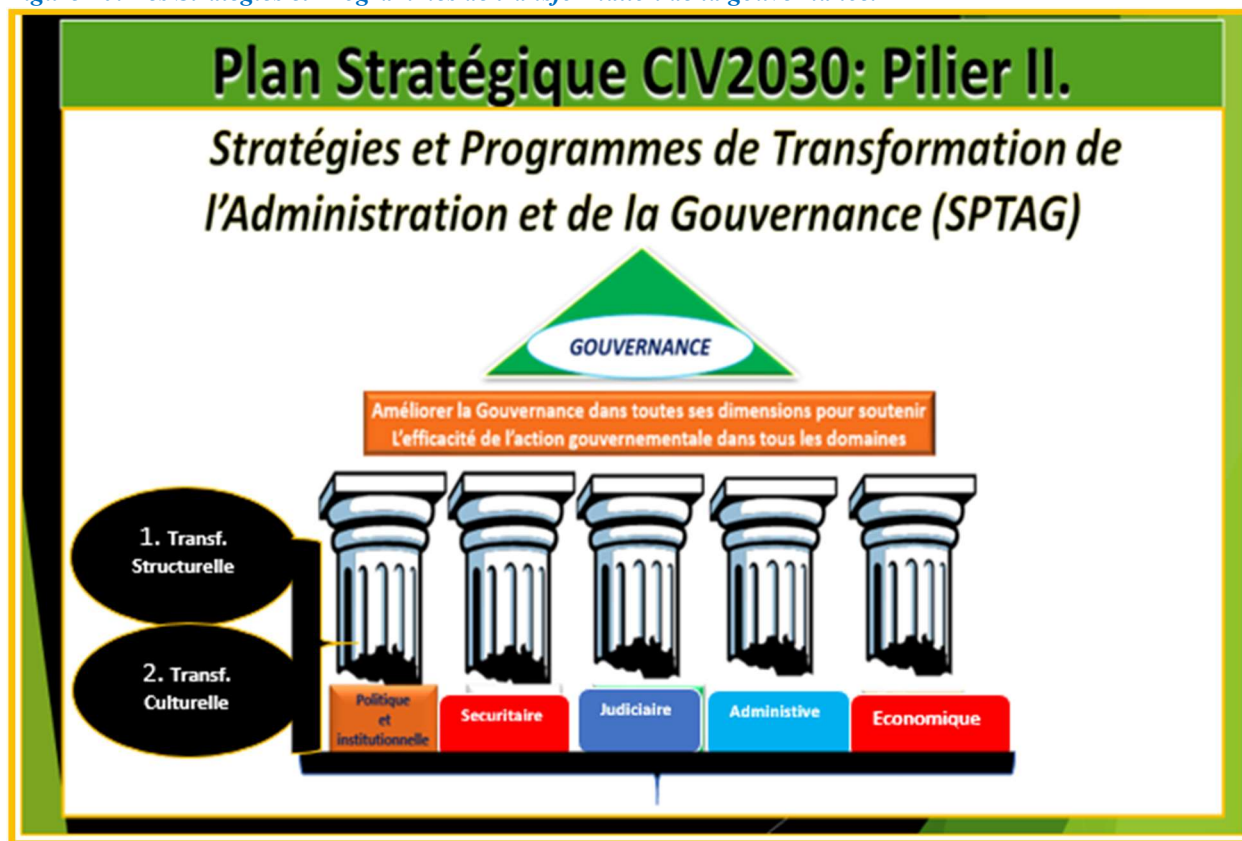 Plan Stratégique CIV2030: Pilier II.
Stratégies et Programmes de Transformation de
l'Administration et de la Gouvernance (SPTAG)
GOUVERNANCE
Améliorer la Gouvernance dans toutes ses dimensions pour soutenir
L'efficacité de l'action gouvernementale dans tous les domaines
1. Transf.
Structurelle
2. Transf.
Culturelle
Politique
et
institutionnelle
Securitaire
Judiciaire
Administive
Economique